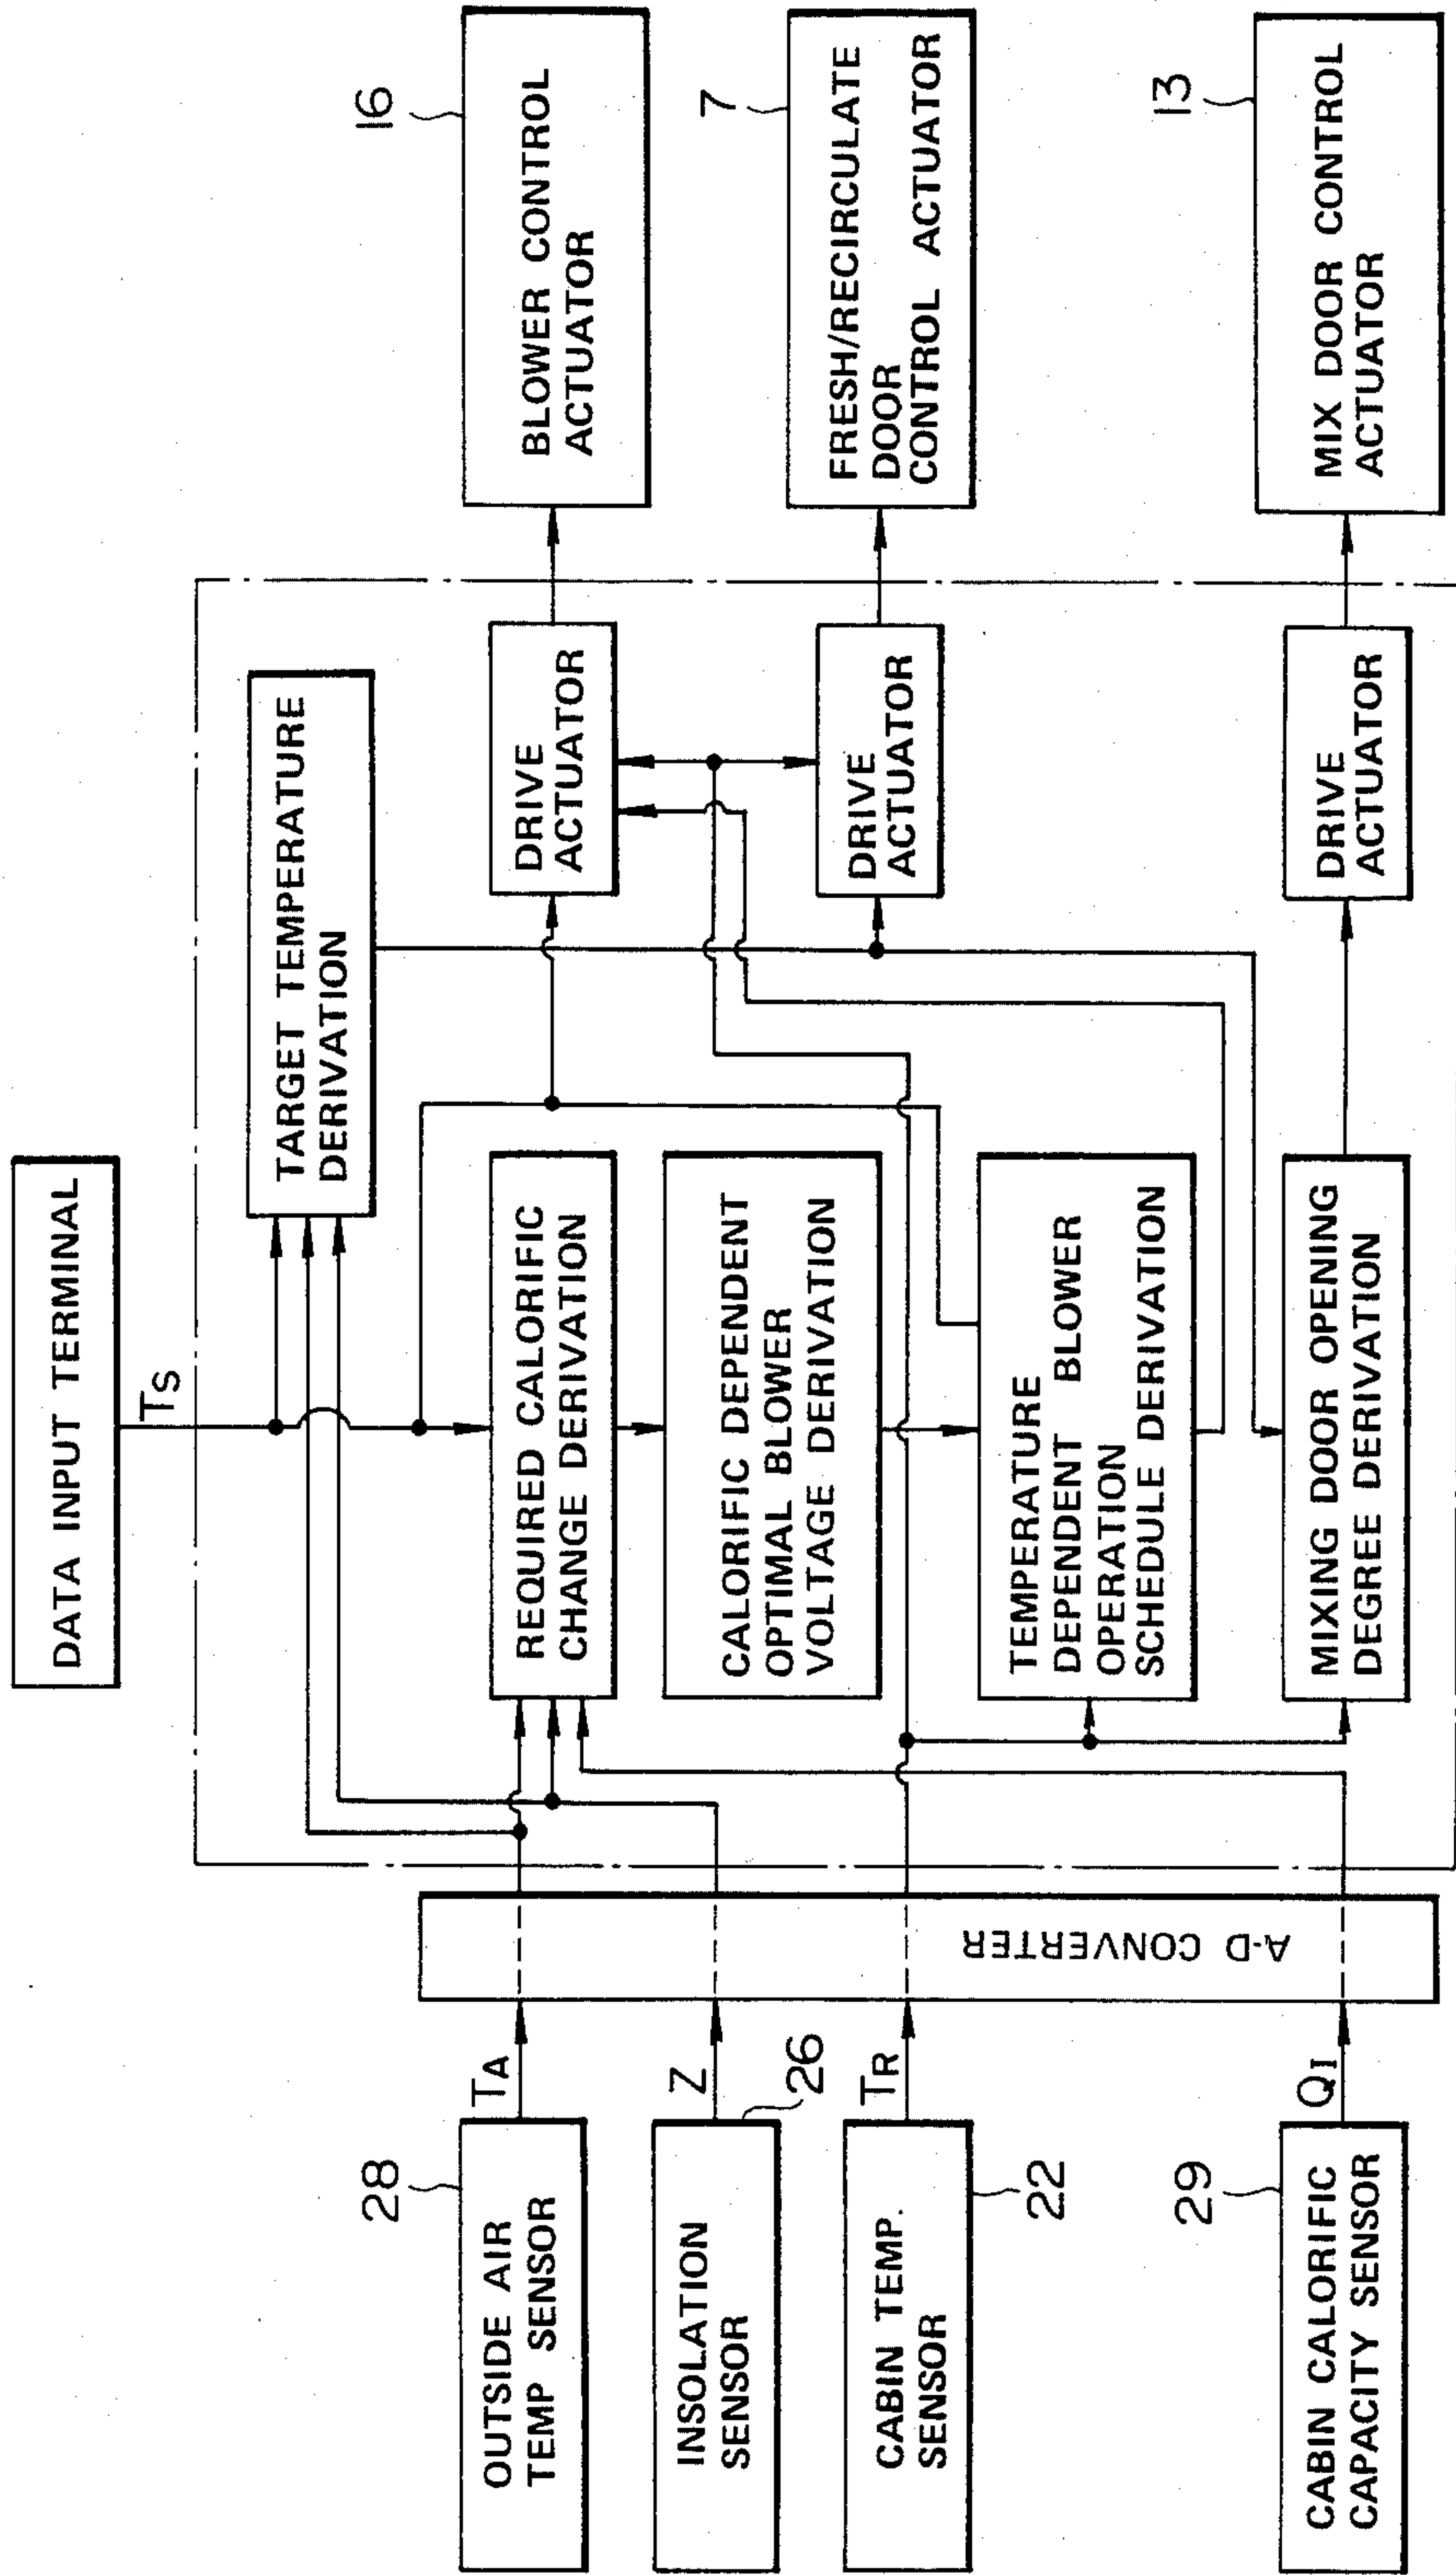 DATA INPUT TERMINAL
TS
28
OUTSIDE AIR
TEMP SENSOR
TA
INSOLATION
SENSOR
Z
26
CABIN TEMP.
SENSOR
TR
22
29
CABIN CALORIFIC
CAPACITY SENSOR
QI
A-D CONVERTER
TARGET TEMPERATURE
DERIVATION
REQUIRED CALORIFIC
CHANGE DERIVATION
CALORIFIC DEPENDENT
OPTIMAL BLOWER
VOLTAGE DERIVATION
TEMPERATURE
DEPENDENT BLOWER
OPERATION
SCHEDULE DERIVATION
MIXING DOOR OPENING
DEGREE DERIVATION
DRIVE
ACTUATOR
DRIVE
ACTUATOR
DRIVE
ACTUATOR
16
BLOWER CONTROL
ACTUATOR
7
FRESH/RECIRCULATE
DOOR
CONTROL ACTUATOR
13
MIX DOOR CONTROL
ACTUATOR